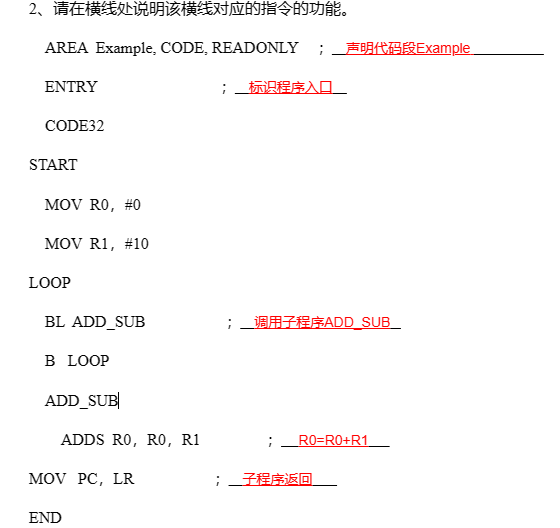 2、请在横线处说明该横线对应的指令的功能。
AREA Example, CODE, READONLY ; 声明代码段Example
ENTRY ; 标识程序入口
CODE32
START
MOV R0，#0
MOV R1，#10
LOOP
BL ADD_SUB ; 调用子程序ADD_SUB
B LOOP
ADD_SUB
ADDS R0，R0，R1 ; R0=R0+R1
MOV PC，LR ; 子程序返回
END